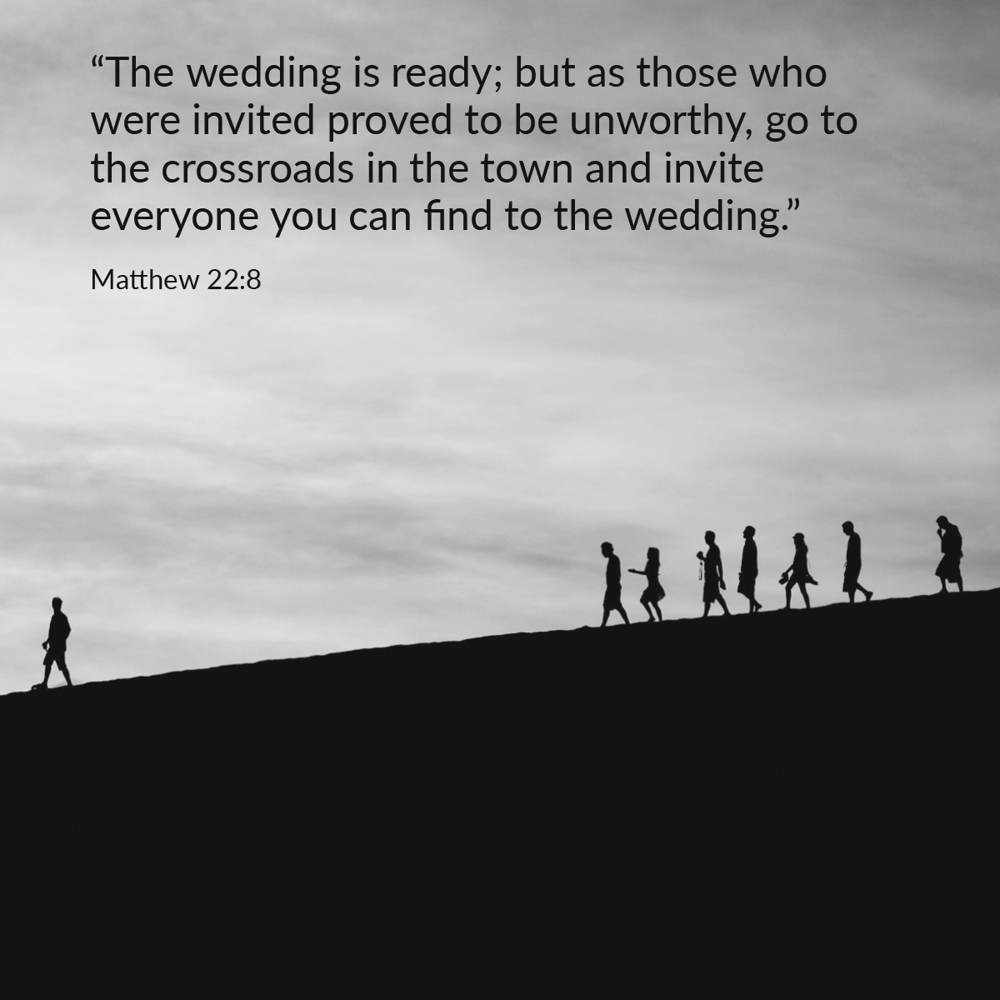 “The wedding is ready; but as those who
were invited proved to be unworthy, go to
the crossroads in the town and invite
everyone you can find to the wedding.”
Matthew 22:8